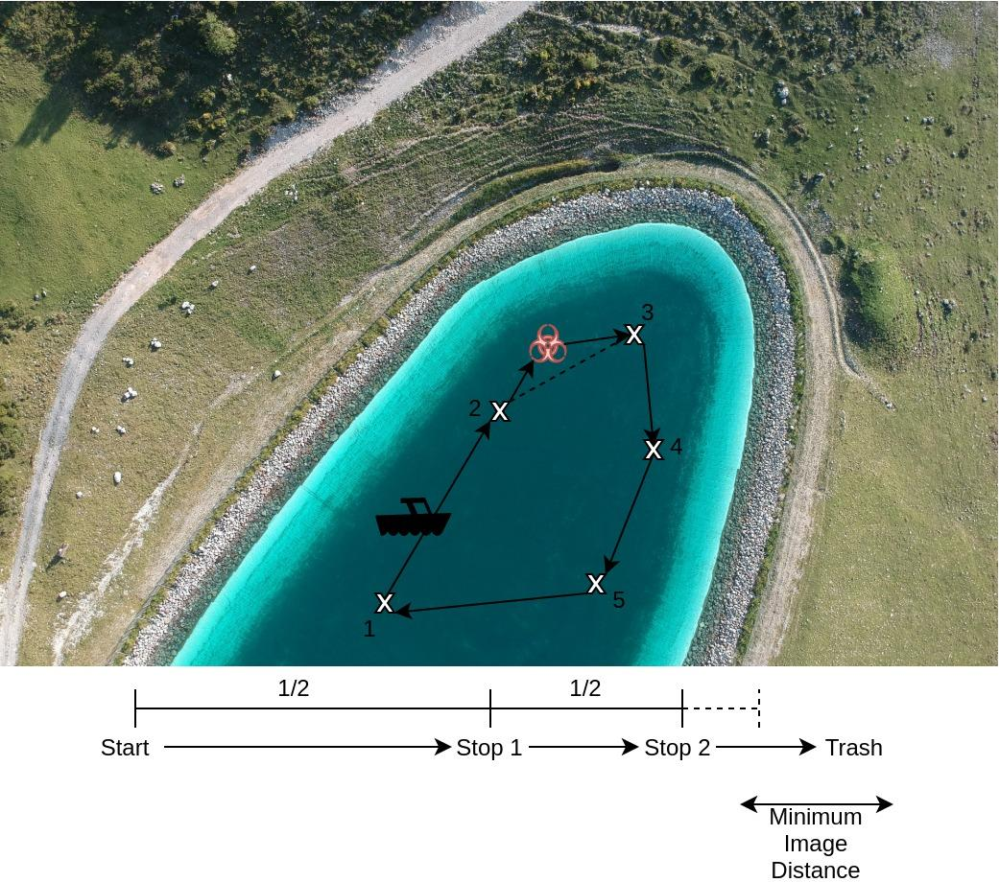 3
2
4
5
1
1/2
1/2
Start
Stop 1
Stop 2
Trash
Minimum
Image
Distance